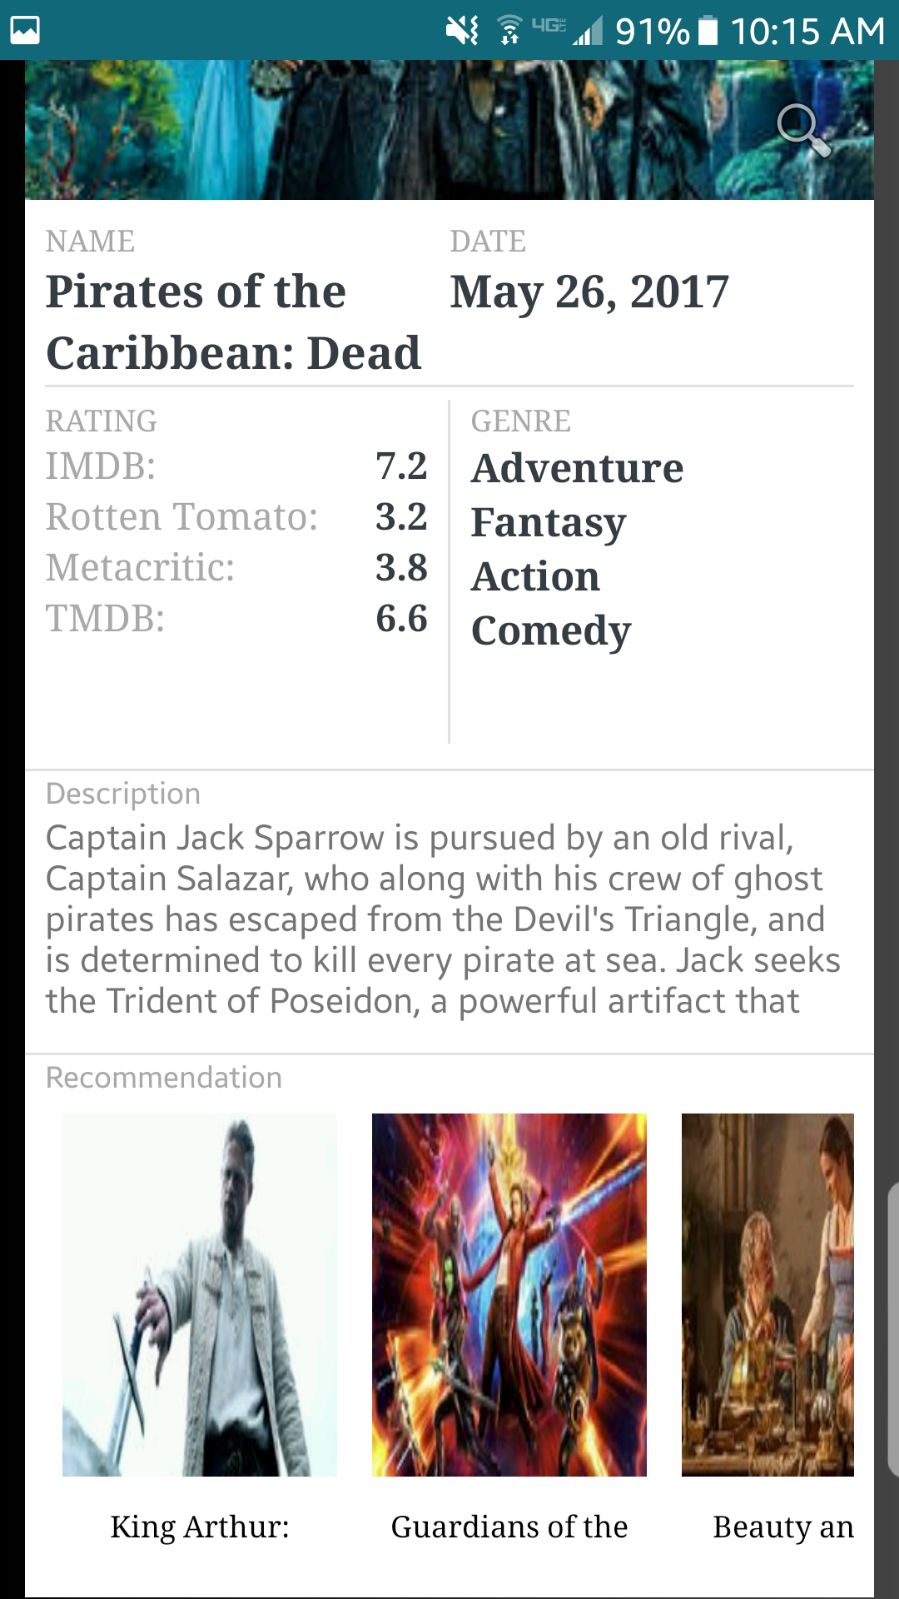 4G 91% 10:15 AM
NAME
DATE
Pirates of the
Caribbean: Dead
May 26, 2017
RATING
IMDB: 7.2
Rotten Tomato: 3.2
Metacritic: 3.8
TMDB: 6.6
GENRE
Adventure
Fantasy
Action
Comedy
Description
Captain Jack Sparrow is pursued by an old rival,
Captain Salazar, who along with his crew of ghost
pirates has escaped from the Devil's Triangle, and
is determined to kill every pirate at sea. Jack seeks
the Trident of Poseidon, a powerful artifact that
Recommendation
King Arthur:
Guardians of the
Beauty an